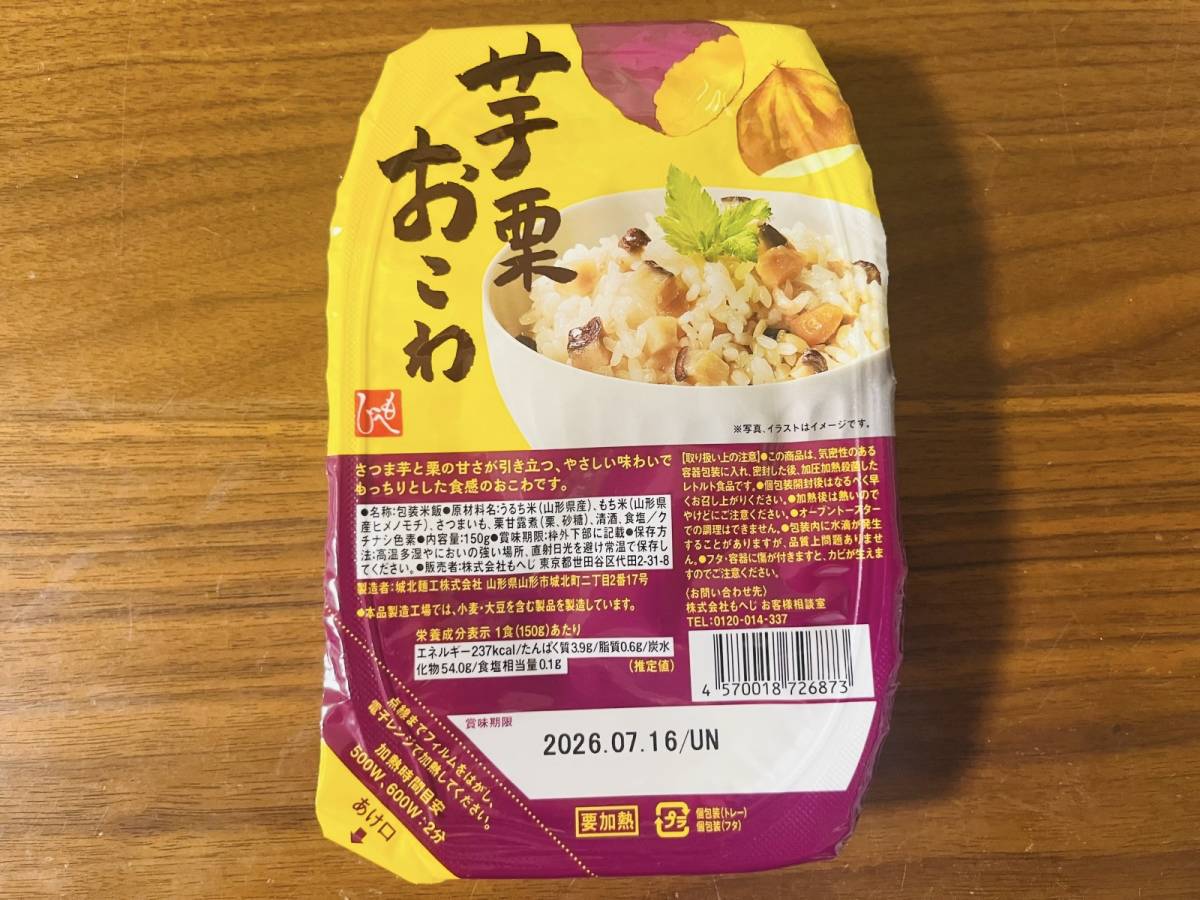 芋栗
おこわ
もへじ
※写真、イラストはイメージです。
さつま芋と栗の甘さが引き立つ、やさしい味わいで
もっちりとした食感のおこわです。
●名称:包装米飯●原材料名:うるち米(山形県産)、もち米(山形県
産ヒメノモチ)、さつまいも、栗甘露煮(栗、砂糖)、清酒、食塩/ク
チナシ色素●内容量:150g●賞味期限:枠外下部に記載●保存方
法:高温多湿やにおいの強い場所、直射日光を避け常温で保存し
てください。●販売者:株式会社もへじ 東京都世田谷区代田2-31-8
製造者:城北麺工株式会社 山形県山形市城北町二丁目2番17号
●本品製造工場では、小麦・大豆を含む製品を製造しています。
栄養成分表示 1食(150g)あたり
エネルギー237kcal/たんぱく質3.9g/脂質0.6g/炭水
化物54.0g/食塩相当量0.1g
(推定値)
【取り扱い上の注意】●この商品は、気密性のある
容器包装に入れ、密封した後、加圧加熱殺菌した
レトルト食品です。●個包装開封後はなるべく早
くお召し上がりください。●加熱後は熱いので
やけどにご注意ください。●オーブントースター
での調理はできません。●包装内に水滴が発生
することがありますが、品質上問題ありませ
ん。●フタ・容器に傷が付きますと、カビが生えま
すのでご注意ください。
〈お問い合わせ先〉
株式会社もへじ お客様相談室
TEL:0120-014-337
4 570018 726873
賞味期限
2026.07.16/UN
点線までフィルムをはがし、
電子レンジで加熱してください。
加熱時間目安
500W、600W:2分
あけ口
要加熱
プラ
個包装(トレー)
個包装(フタ)